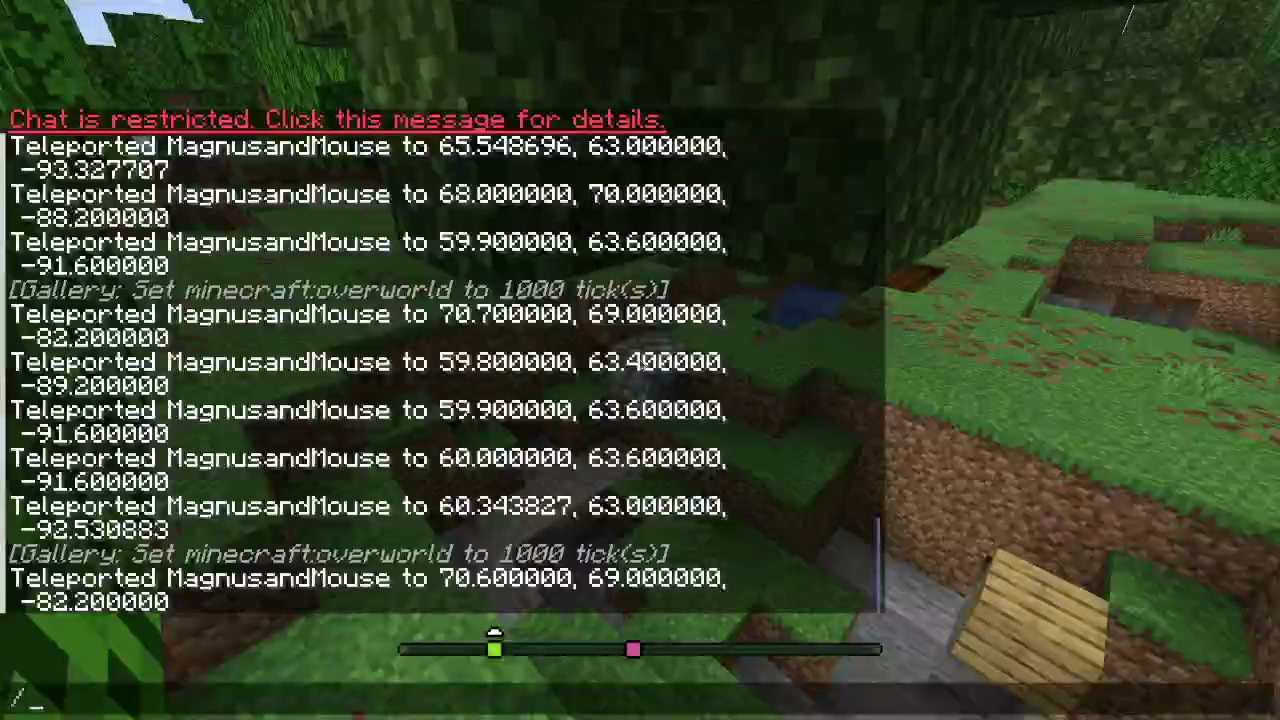 Chat is restricted. Click this message for details.
Teleported MagnusandMouse to 65.548696, 63.000000,
-93.327707
Teleported MagnusandMouse to 68.000000, 70.000000,
-88.200000
Teleported MagnusandMouse to 59.900000, 63.600000,
-91.600000
[Gallery: Set minecraft:overworld to 1000 tick(s)]
Teleported MagnusandMouse to 70.700000, 69.000000,
-82.200000
Teleported MagnusandMouse to 59.800000, 63.400000,
-89.200000
Teleported MagnusandMouse to 59.900000, 63.600000,
-91.600000
Teleported MagnusandMouse to 60.000000, 63.600000,
-91.600000
Teleported MagnusandMouse to 60.343827, 63.000000,
-92.530883
[Gallery: Set minecraft:overworld to 1000 tick(s)]
Teleported MagnusandMouse to 70.600000, 69.000000,
-82.200000
/_